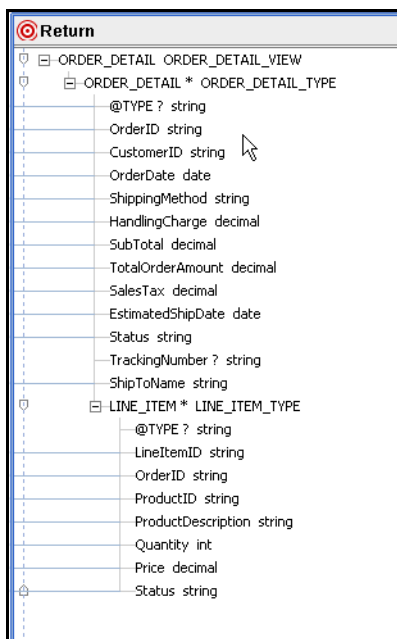 Return
ORDER_DETAIL ORDER_DETAIL_VIEW
ORDER_DETAIL * ORDER_DETAIL_TYPE
@TYPE ? string
OrderID string
CustomerID string
OrderDate date
ShippingMethod string
HandlingCharge decimal
SubTotal decimal
TotalOrderAmount decimal
SalesTax decimal
EstimatedShipDate date
Status string
TrackingNumber ? string
ShipToName string
LINE_ITEM * LINE_ITEM_TYPE
@TYPE ? string
LineItemID string
OrderID string
ProductID string
ProductDescription string
Quantity int
Price decimal
Status string